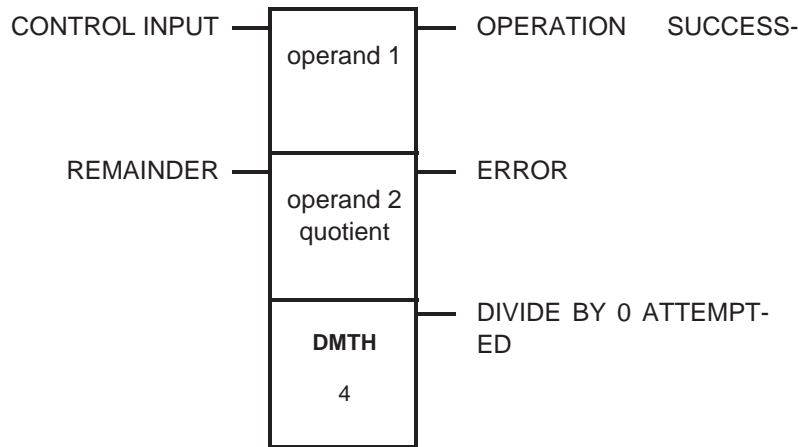 CONTROL INPUT
operand 1
OPERATION SUCCESS-
REMAINDER
operand 2
quotient
ERROR
DMTH
4
DIVIDE BY 0 ATTEMPT-
ED